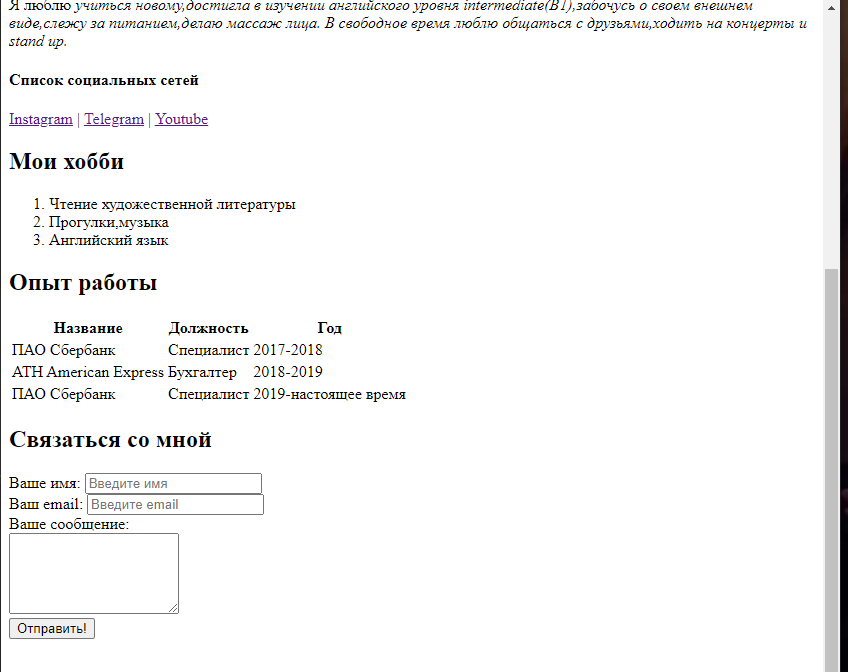 Я люблю учиться новому,достигла в изучении английского уровня intermediate(B1),забочусь о своем внешнем
виде,слежу за питанием,делаю массаж лица. В свободное время люблю общаться с друзьями,ходить на концерты и
stand up.
Список социальных сетей
Instagram | Telegram | Youtube
Мои хобби
1. Чтение художественной литературы
2. Прогулки,музыка
3. Английский язык
Опыт работы
Название Должность Год
ПАО Сбербанк Специалист 2017-2018
ATH American Express Бухгалтер 2018-2019
ПАО Сбербанк Специалист 2019-настоящее время
Связаться со мной
Ваше имя: Введите имя
Ваш email: Введите email
Ваше сообщение:
Отправить!